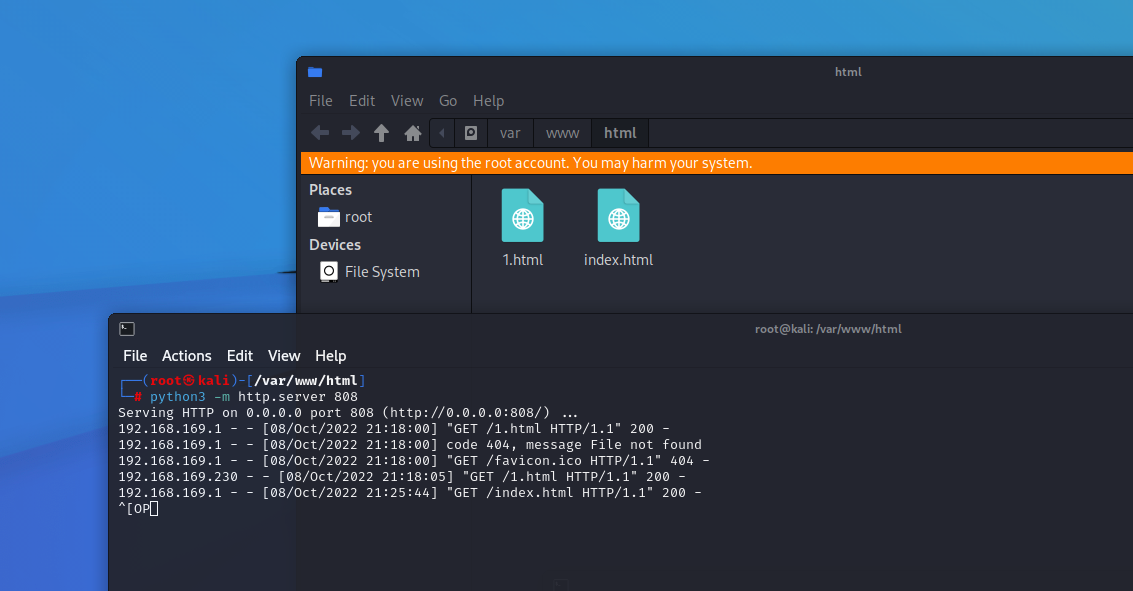 html
File Edit View Go Help
var www html
Warning: you are using the root account. You may harm your system.
Places
root
Devices
File System
1.html index.html
root@kali: /var/www/html
File Actions Edit View Help
┌──(root㉿kali)-[/var/www/html]
└─# python3 -m http.server 808
Serving HTTP on 0.0.0.0 port 808 (http://0.0.0.0:808/) ...
192.168.169.1 - - [08/Oct/2022 21:18:00] "GET /1.html HTTP/1.1" 200 -
192.168.169.1 - - [08/Oct/2022 21:18:00] code 404, message File not found
192.168.169.1 - - [08/Oct/2022 21:18:00] "GET /favicon.ico HTTP/1.1" 404 -
192.168.169.230 - - [08/Oct/2022 21:18:05] "GET /1.html HTTP/1.1" 200 -
192.168.169.1 - - [08/Oct/2022 21:25:44] "GET /index.html HTTP/1.1" 200 -
^[OP